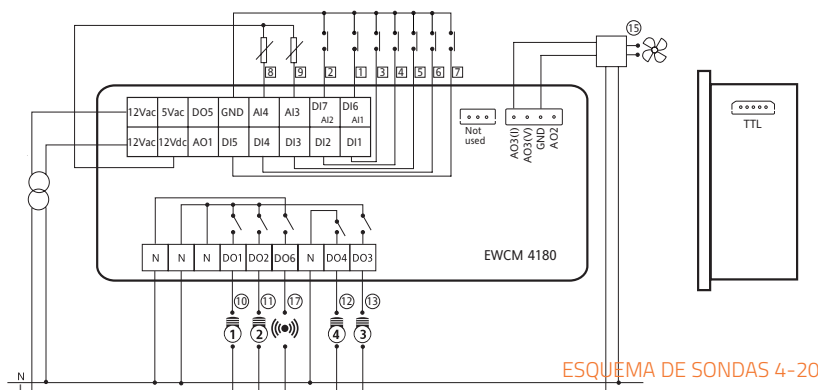 15
8 9 2 1 3 4 5 6 7
12Vac 5Vac DO5 GND AI4 AI3 DI7 AI2 DI6 AI1
12Vac 12Vdc AO1 DI5 DI4 DI3 DI2 DI1
Not
used
AO3(I)
AO3(V)
GND
AO2
TTL
N N N DO1 DO2 DO6 N DO4 DO3
EWCM 4180
10 11 17 12 13
1 2 4 3
N
ESQUEMA DE SONDAS 4-20